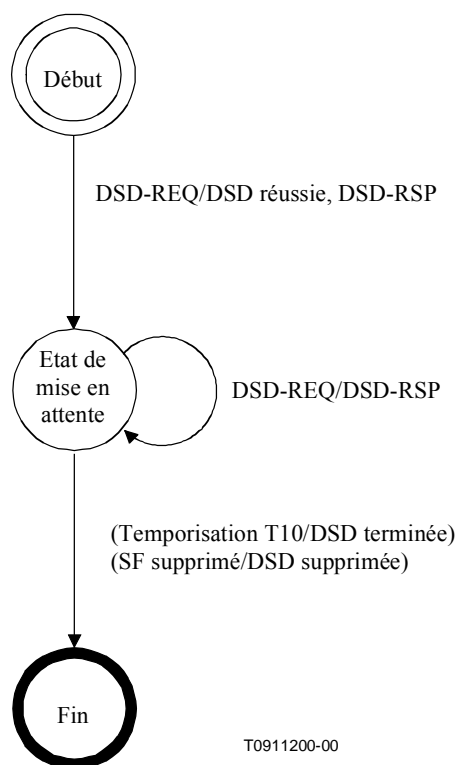 Début
DSD-REQ/DSD réussie, DSD-RSP
Etat de
mise en
attente
DSD-REQ/DSD-RSP
(Temporisation T10/DSD terminée)
(SF supprimé/DSD supprimée)
Fin
T0911200-00